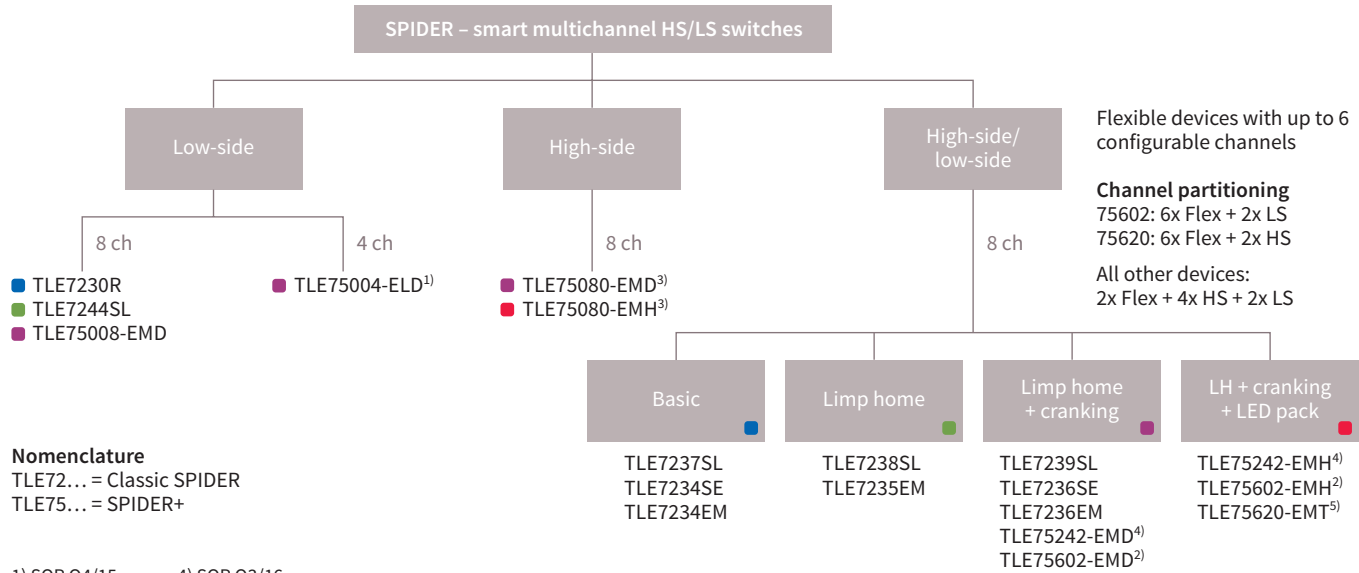 SPIDER – smart multichannel HS/LS switches
Low-side
High-side
High-side/
low-side
Flexible devices with up to 6
configurable channels
Channel partitioning
75602: 6x Flex + 2x LS
75620: 6x Flex + 2x HS
All other devices:
2x Flex + 4x HS + 2x LS
8 ch
4 ch
8 ch
8 ch
TLE7230R
TLE7244SL
TLE75008-EMD
TLE75004-ELD1)
TLE75080-EMD3)
TLE75080-EMH3)
Basic
Limp home
Limp home
+ cranking
LH + cranking
+ LED pack
TLE7237SL
TLE7234SE
TLE7234EM
TLE7238SL
TLE7235EM
TLE7239SL
TLE7236SE
TLE7236EM
TLE75242-EMD4)
TLE75602-EMD2)
TLE75242-EMH4)
TLE75602-EMH2)
TLE75620-EMT5)
Nomenclature
TLE72… = Classic SPIDER
TLE75… = SPIDER+